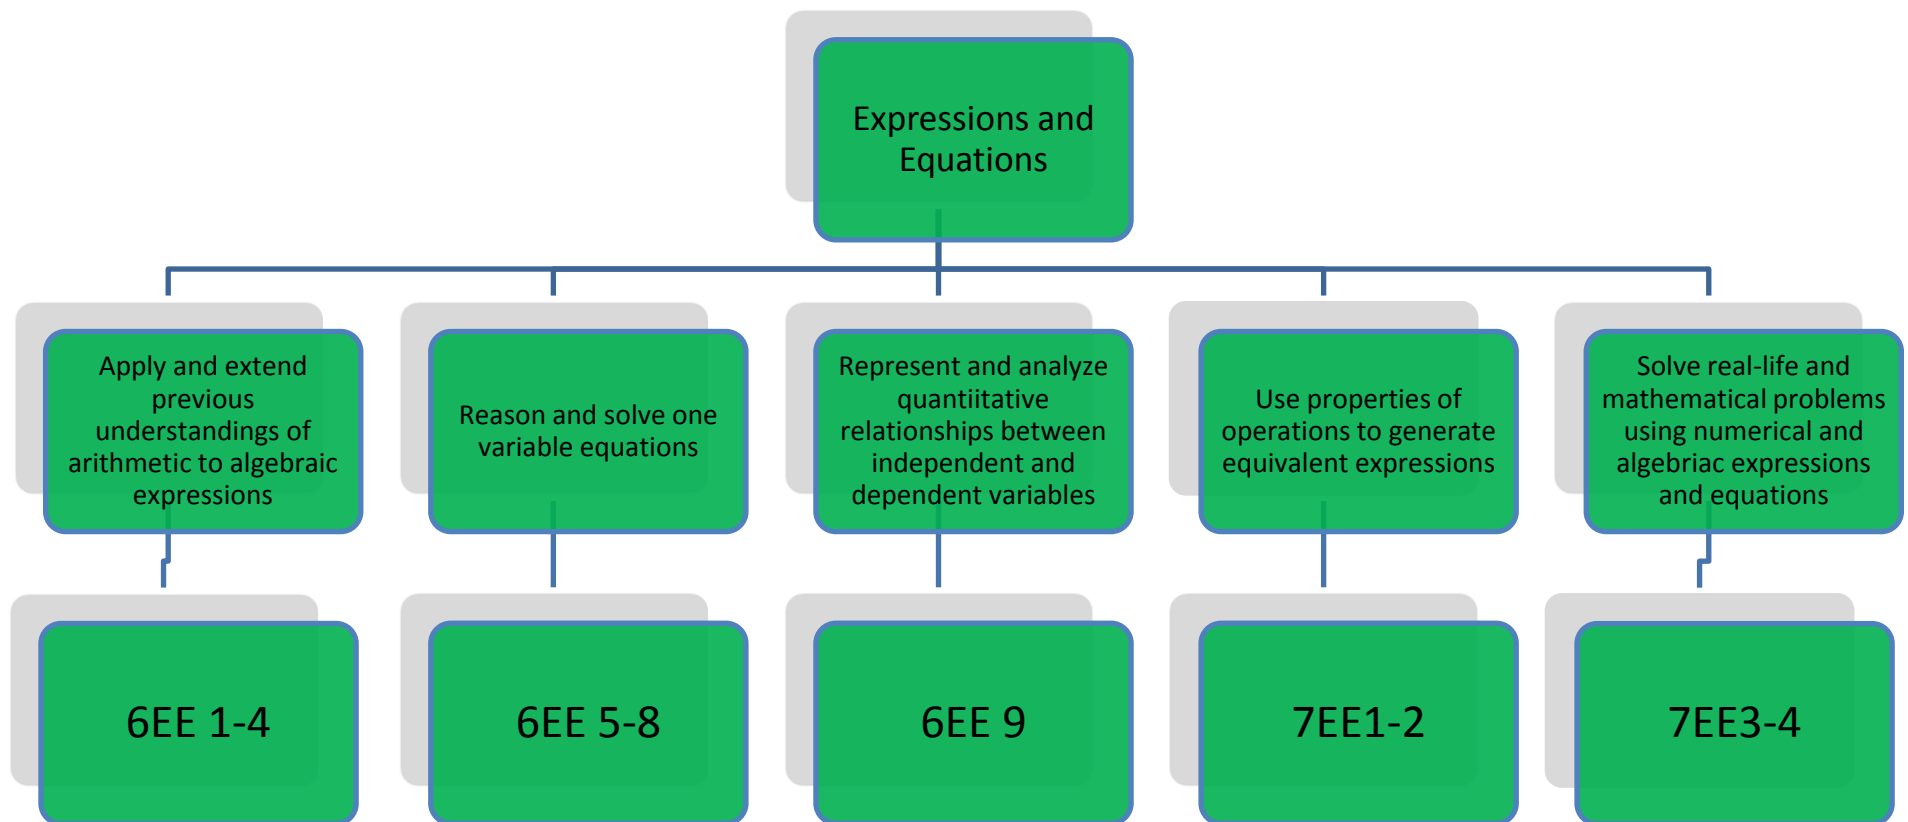 Expressions and
Equations
Apply and extend
previous
understandings of
arithmetic to algebraic
expressions
Reason and solve one
variable equations
Represent and analyze
quantiitative
relationships between
independent and
dependent variables
Use properties of
operations to generate
equivalent expressions
Solve real-life and
mathematical problems
using numerical and
algebriac expressions
and equations
6EE 1-4
6EE 5-8
6EE 9
7EE1-2
7EE3-4